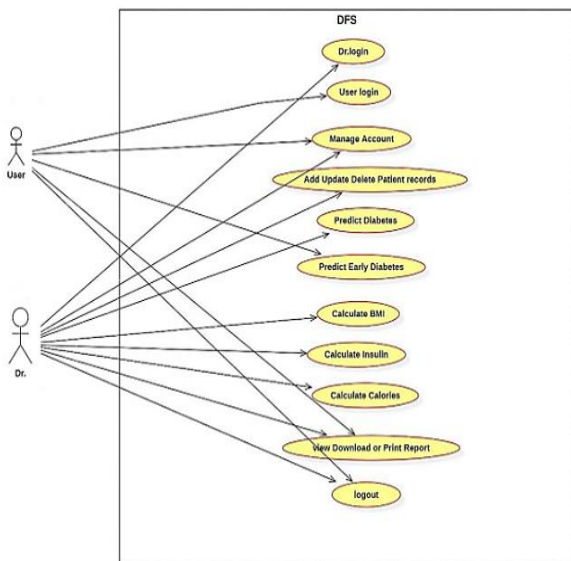 DFS
Dr.login
User login
Manage Account
User
Add Update Delete Patient records
Predict Diabetes
Predict Early Diabetes
Calculate BMI
Calculate Insulin
Dr.
Calculate Calories
view Download or Print Report
logout